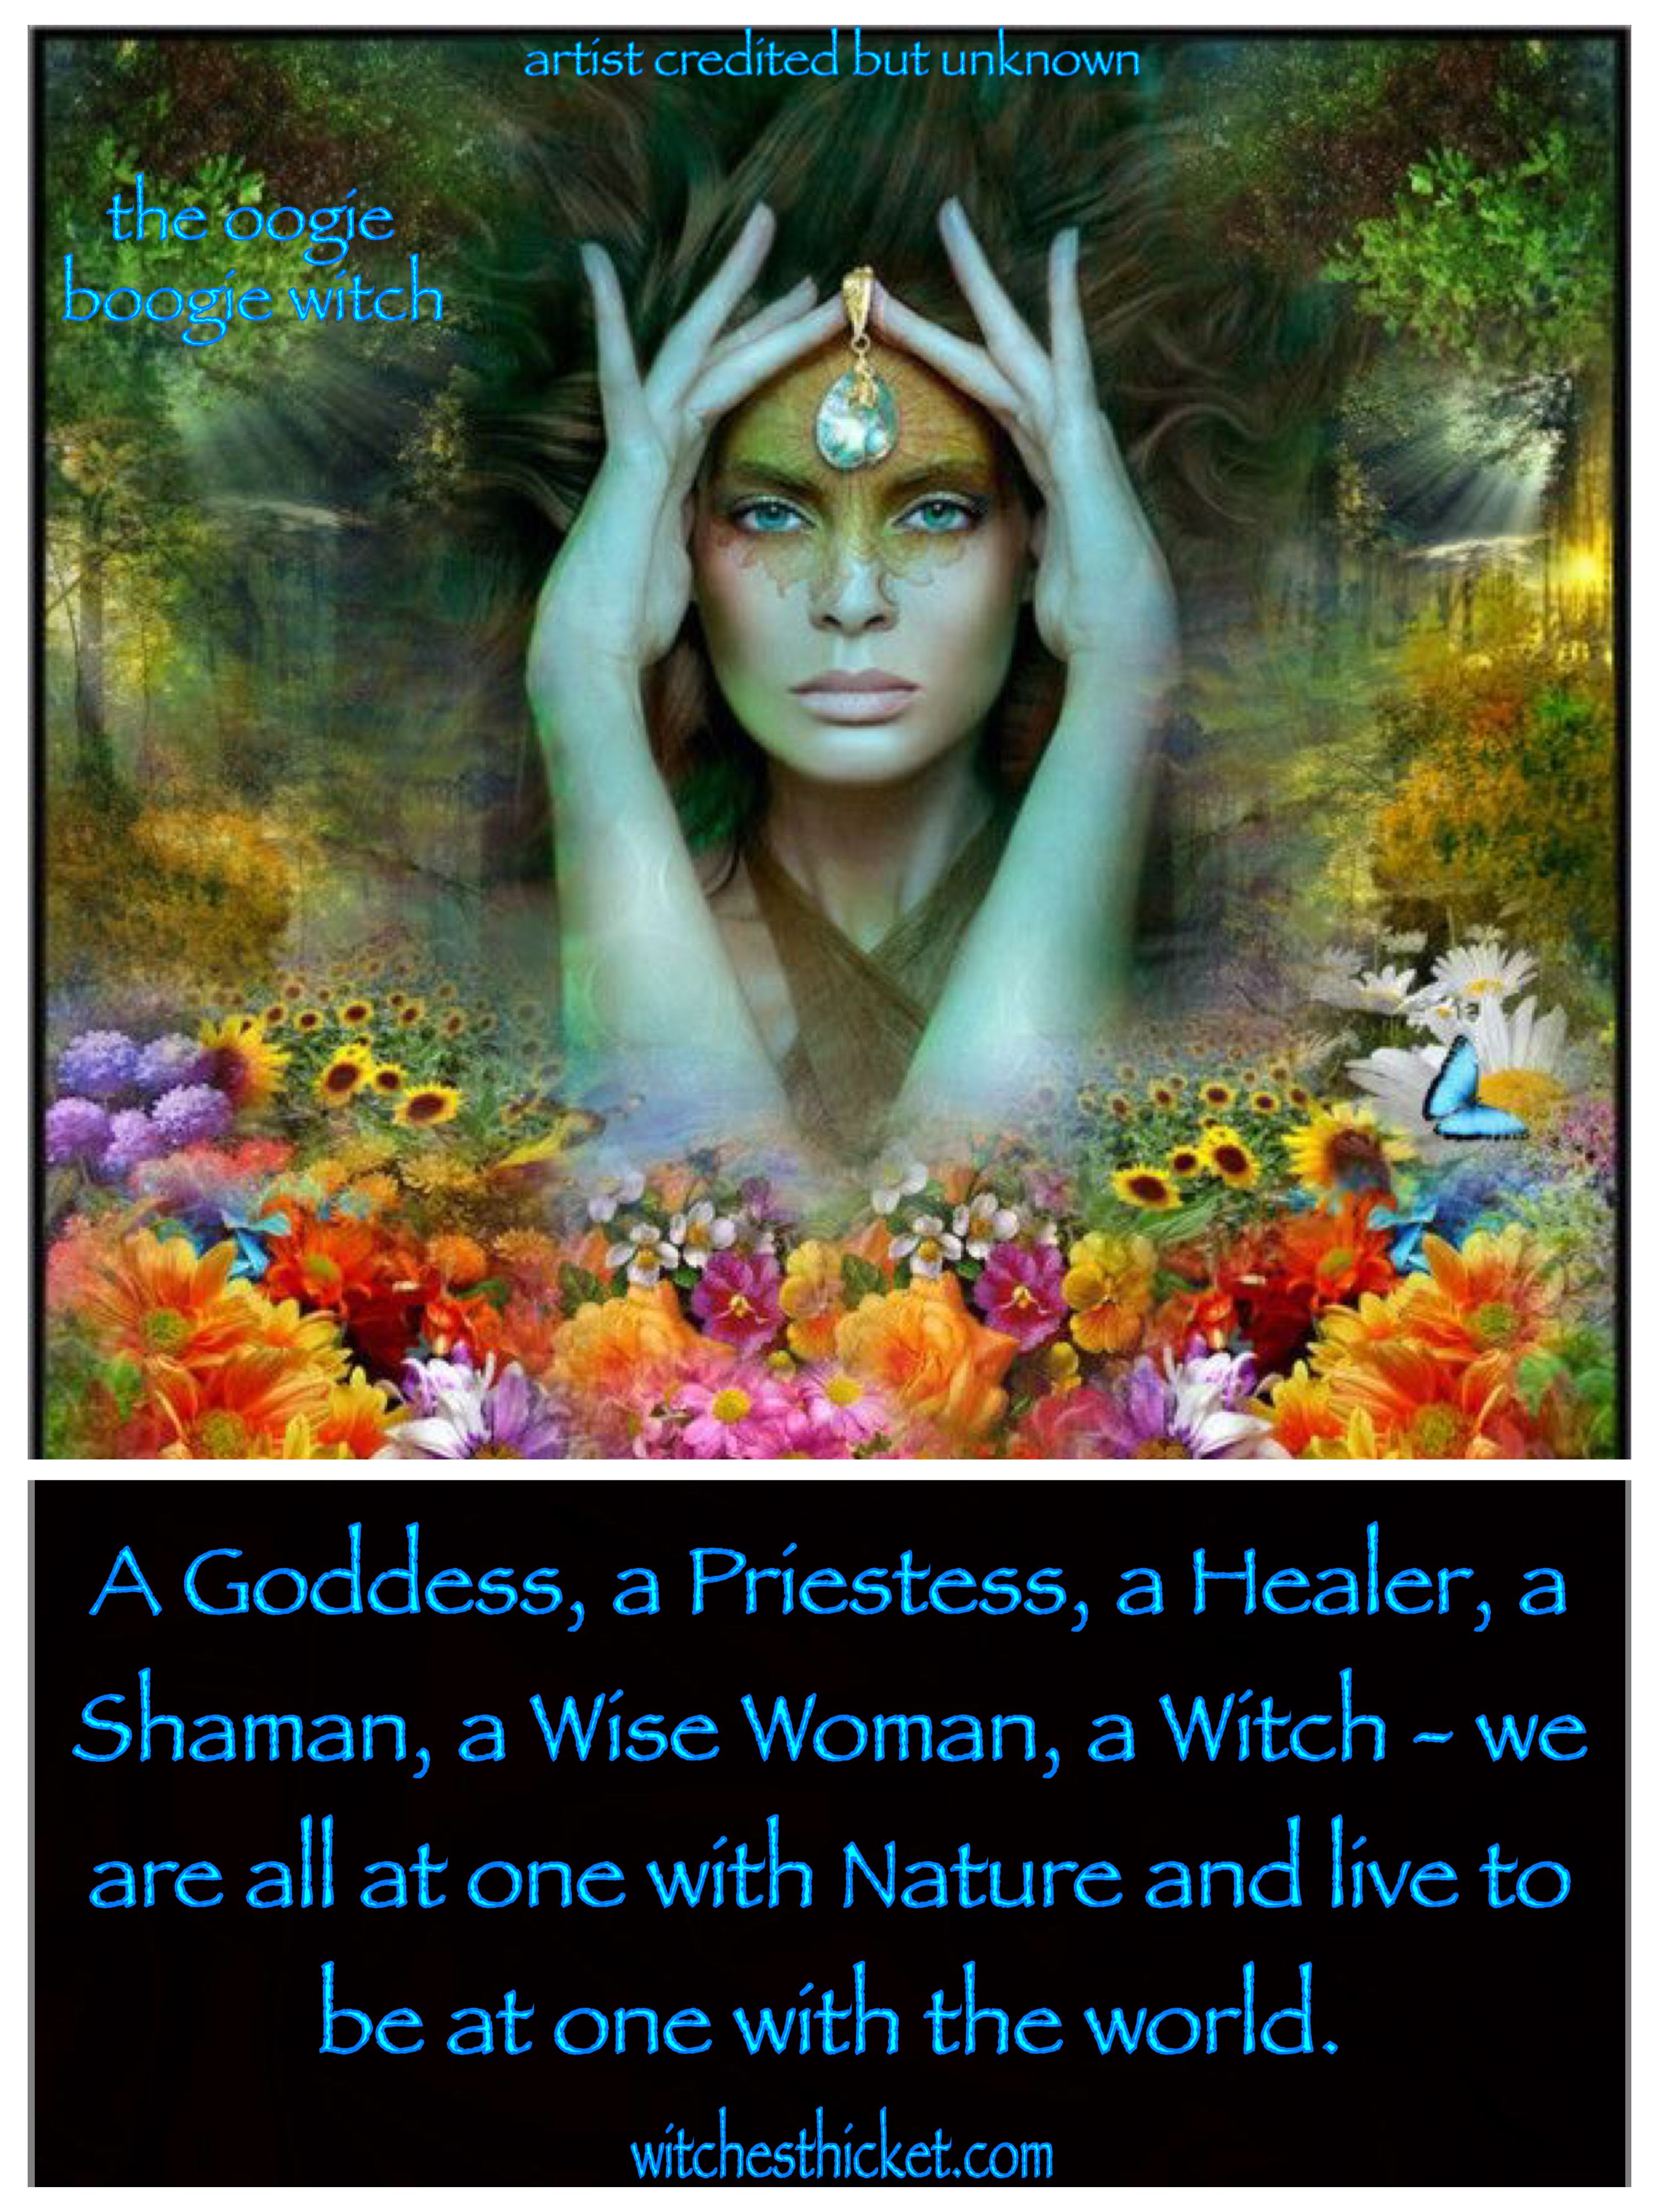 artist credited but unknown
the oogie
boogie witch
A Goddess, a Priestess, a Healer, a
Shaman, a Wise Woman, a Witch ~ we
are all at one with Nature and live to
be at one with the world.
witchesthicket.com